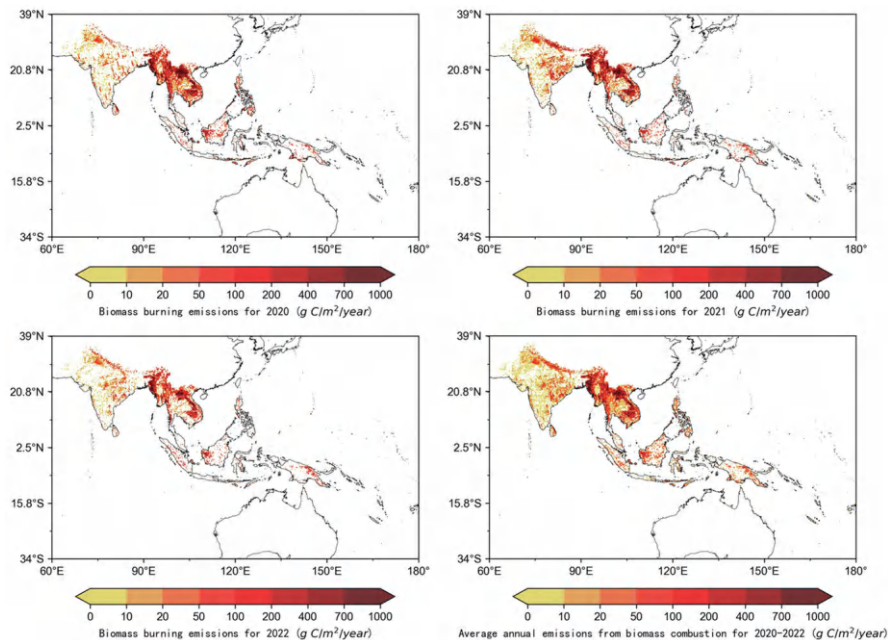 39°N
20.8°N
2.5°N
15.8°S
34°S
60°E 90°E 120°E 150°E 180°
0 10 20 50 100 200 400 700 1000
Biomass burning emissions for 2020 (g C/m²/year)
39°N
20.8°N
2.5°N
15.8°S
34°S
60°E 90°E 120°E 150°E 180°
0 10 20 50 100 200 400 700 1000
Biomass burning emissions for 2021 (g C/m²/year)
39°N
20.8°N
2.5°N
15.8°S
34°S
60°E 90°E 120°E 150°E 180°
0 10 20 50 100 200 400 700 1000
Biomass burning emissions for 2022 (g C/m²/year)
39°N
20.8°N
2.5°N
15.8°S
34°S
60°E 90°E 120°E 150°E 180°
0 10 20 50 100 200 400 700 1000
Average annual emissions from biomass combustion for 2020-2022 (g C/m²/year)